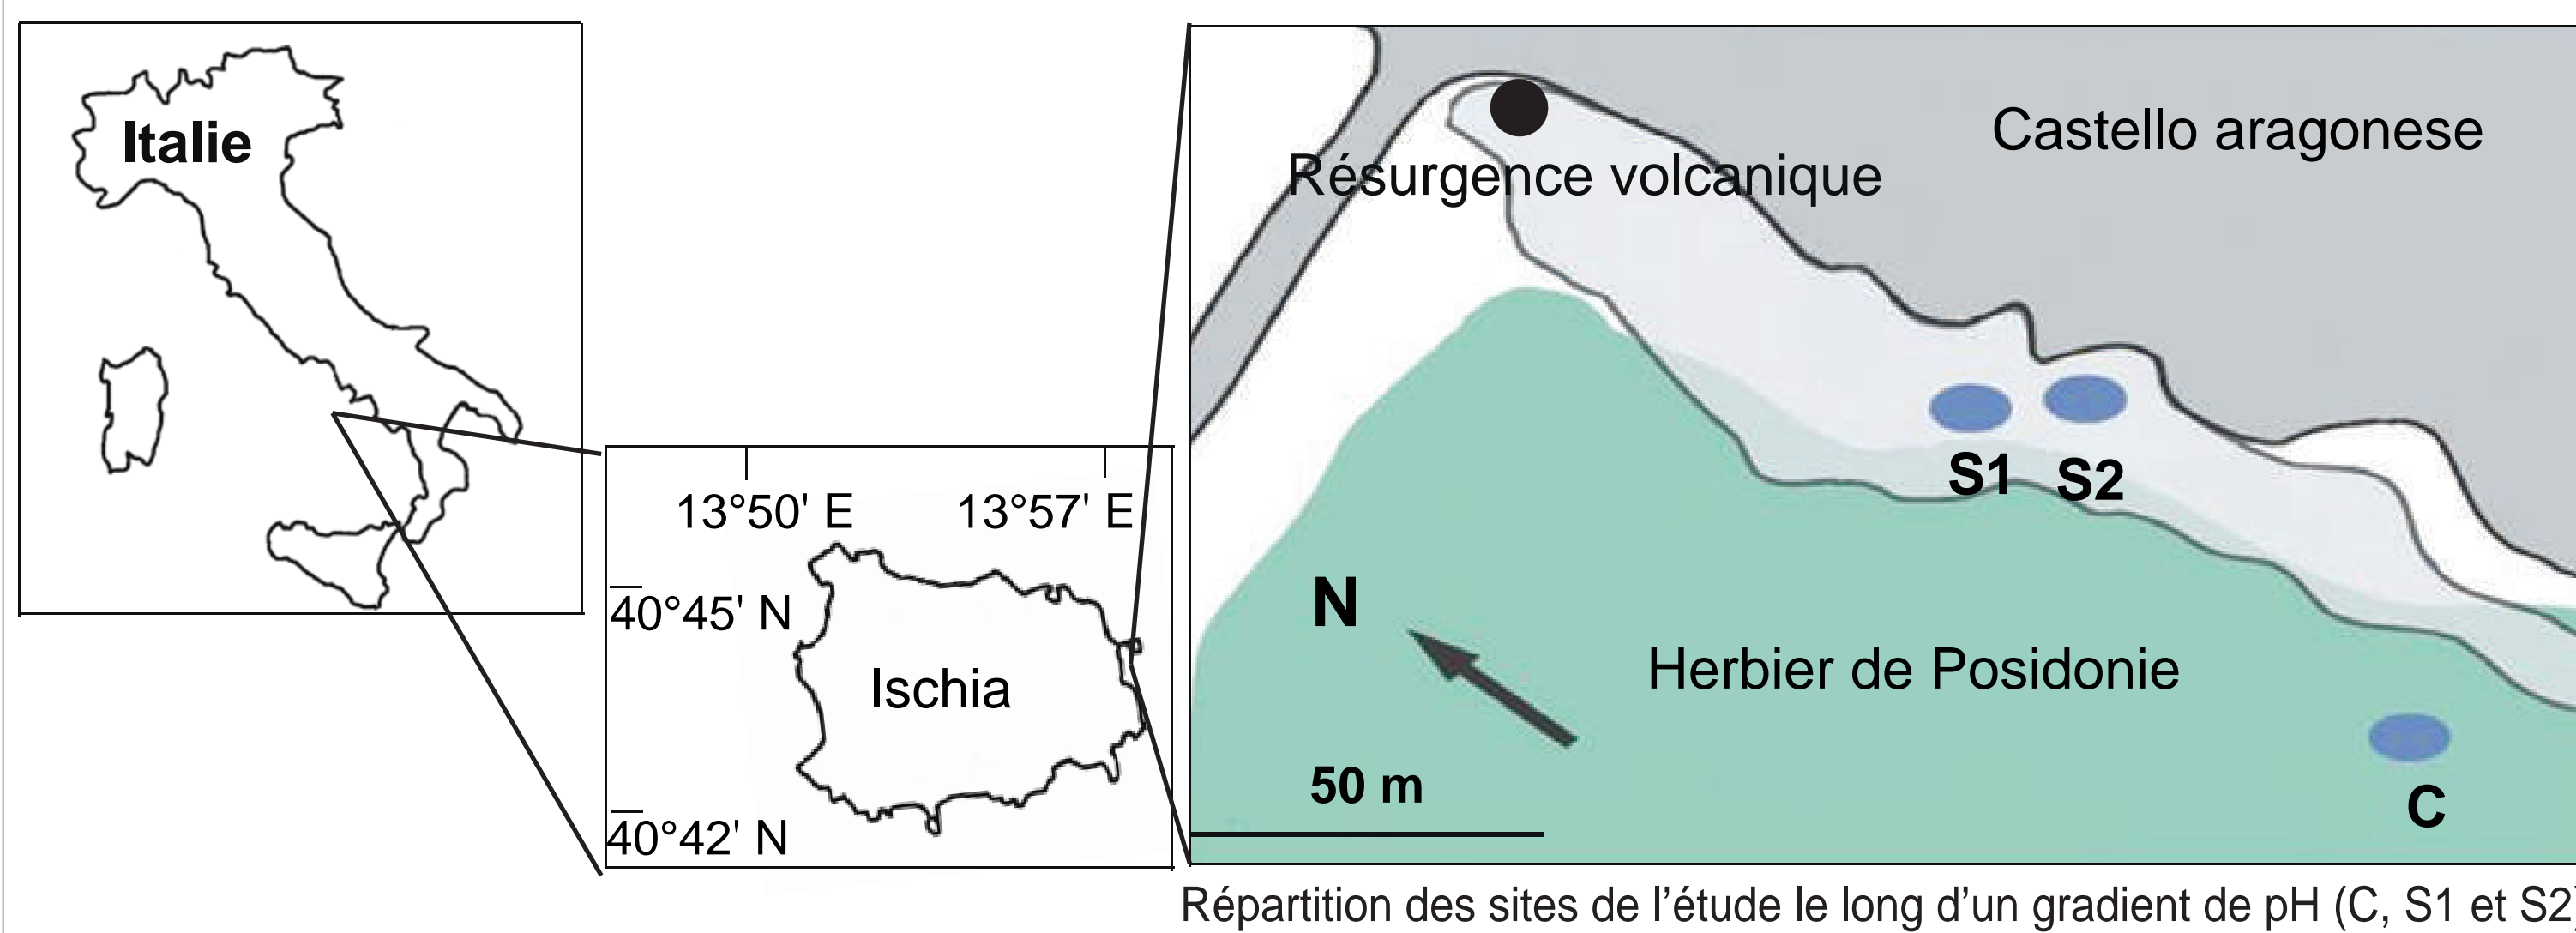 Italie
13°50' E
13°57' E
40°45' N
Ischia
40°42' N
Castello aragonese
Résurgence volcanique
S1
S2
N
Herbier de Posidonie
50 m
C
Répartition des sites de l’étude le long d’un gradient de pH (C, S1 et S2)